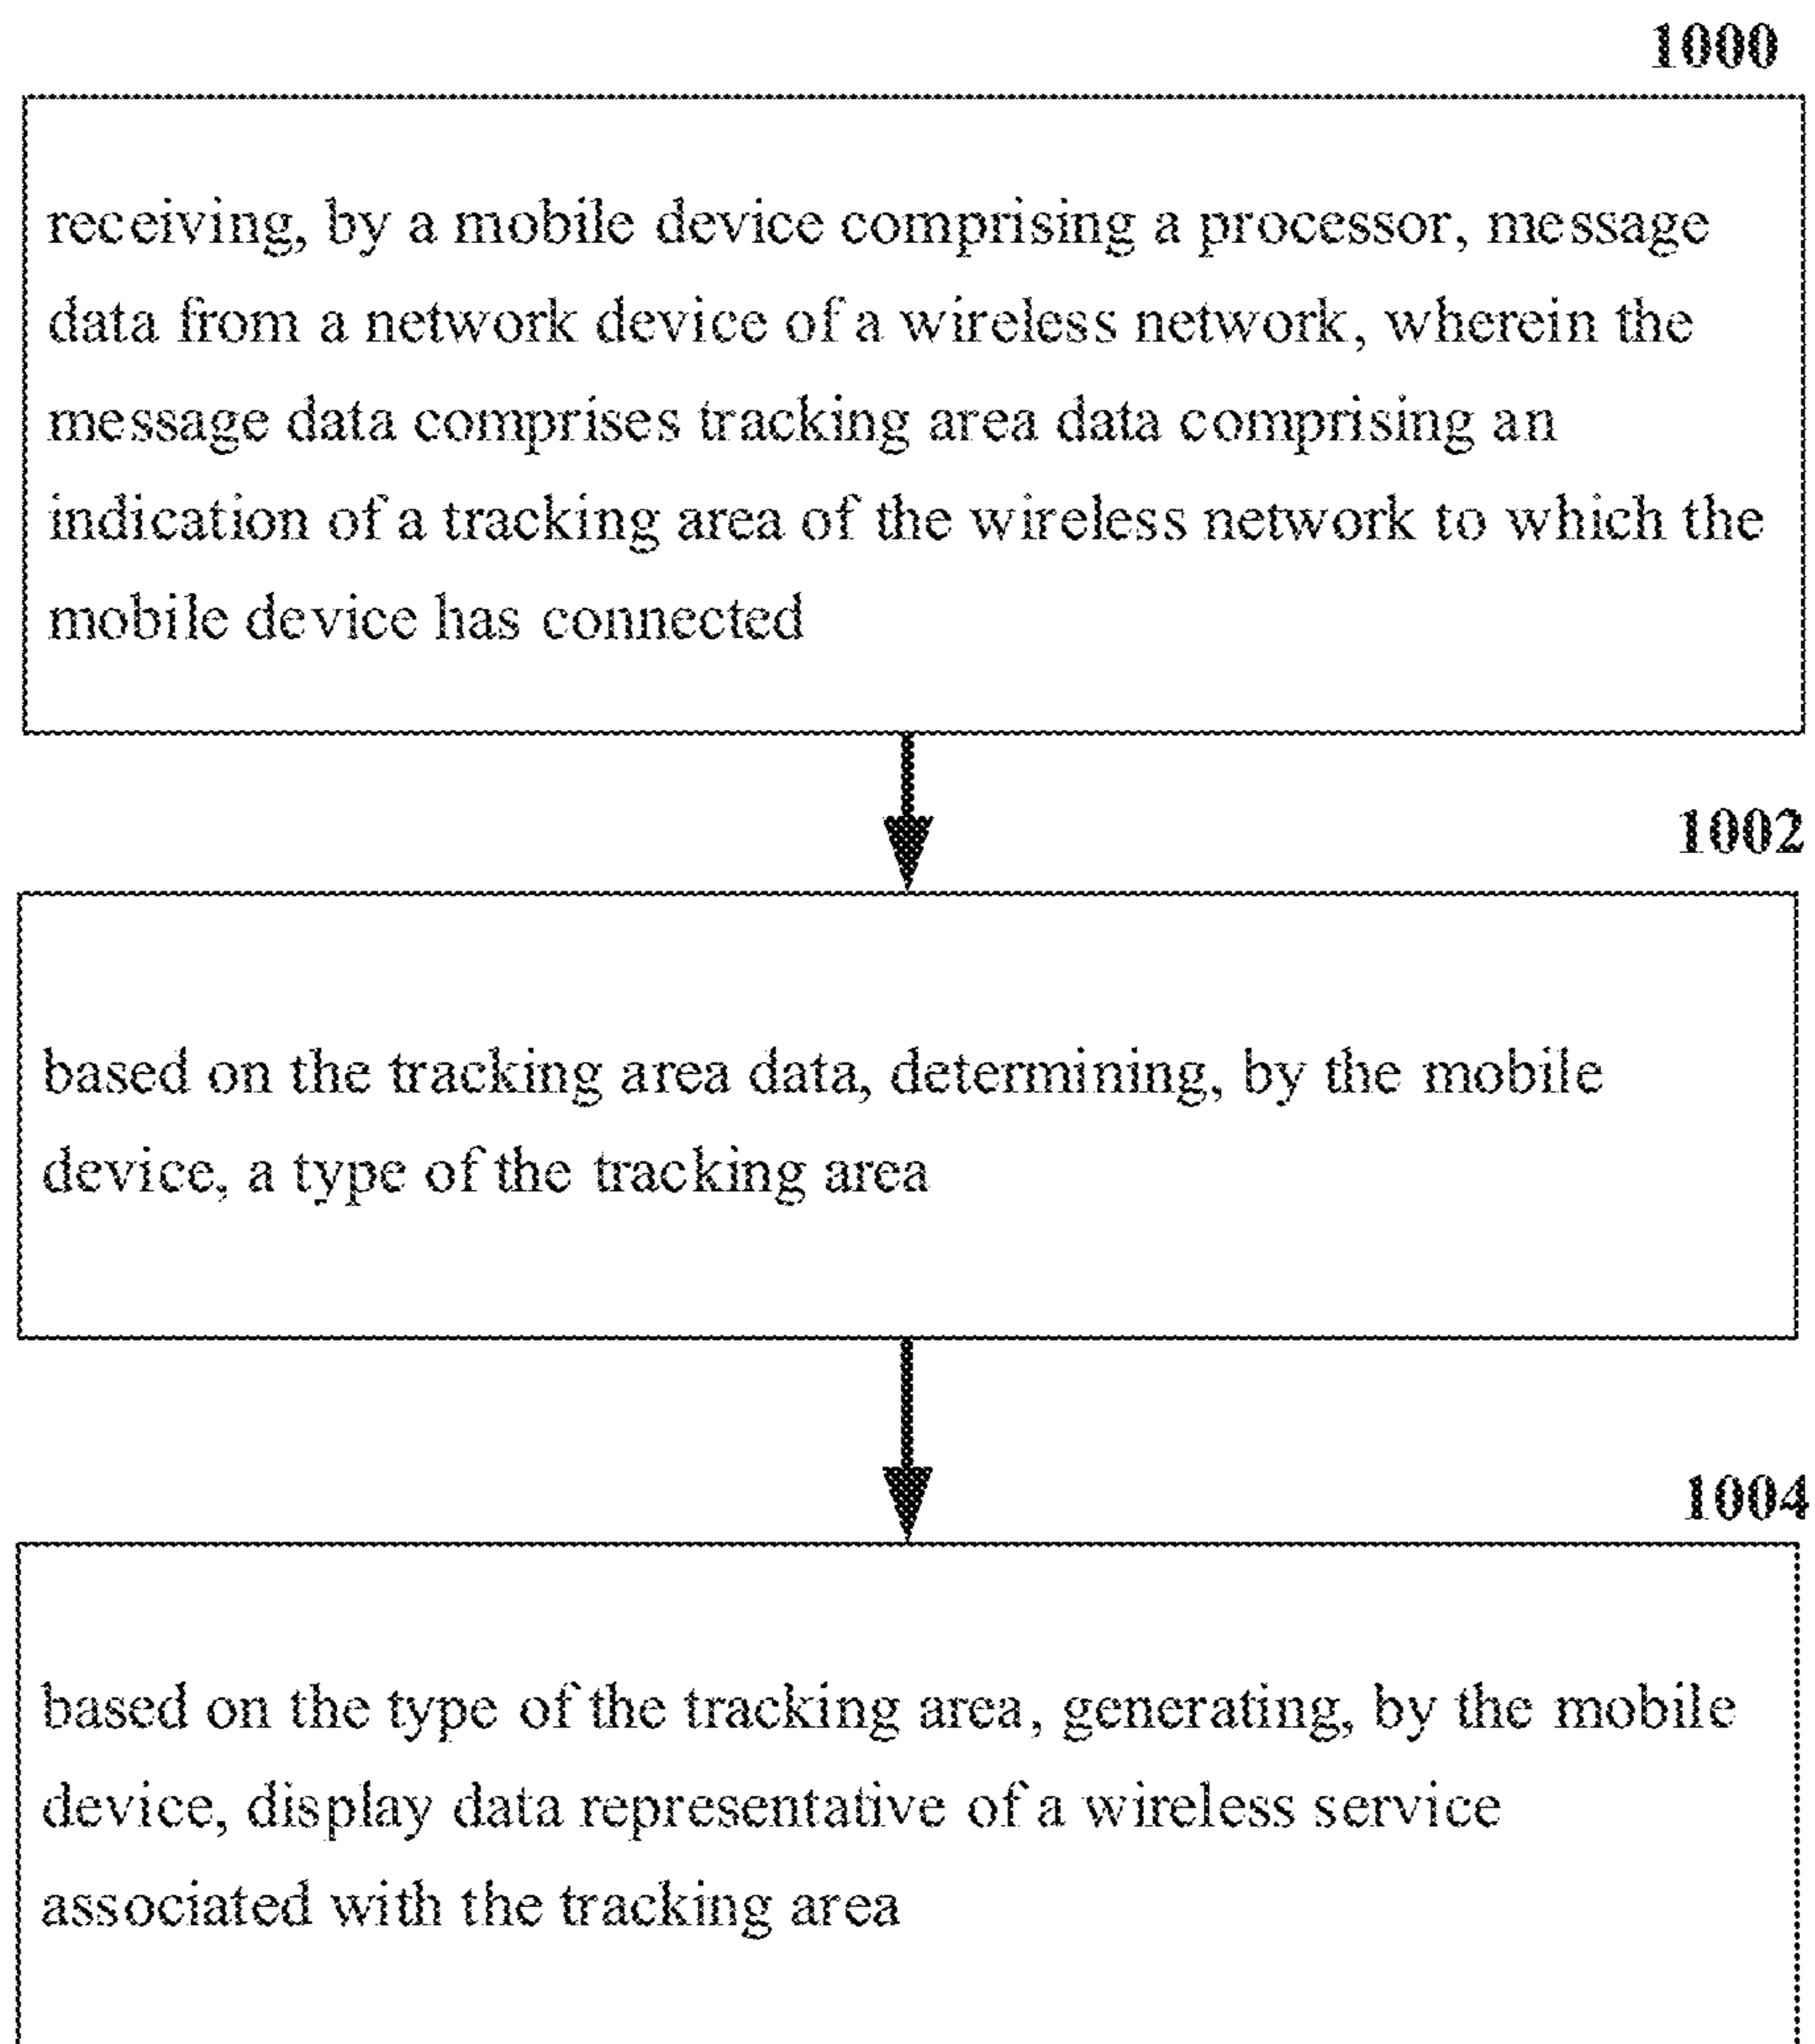 1000
receiving, by a mobile device comprising a processor, message
data from a network device of a wireless network, wherein the
message data comprises tracking area data comprising an
indication of a tracking area of the wireless network to which the
mobile device has connected
1002
based on the tracking area data, determining, by the mobile
device, a type of the tracking area
1004
based on the type of the tracking area, generating, by the mobile
device, display data representative of a wireless service
associated with the tracking area